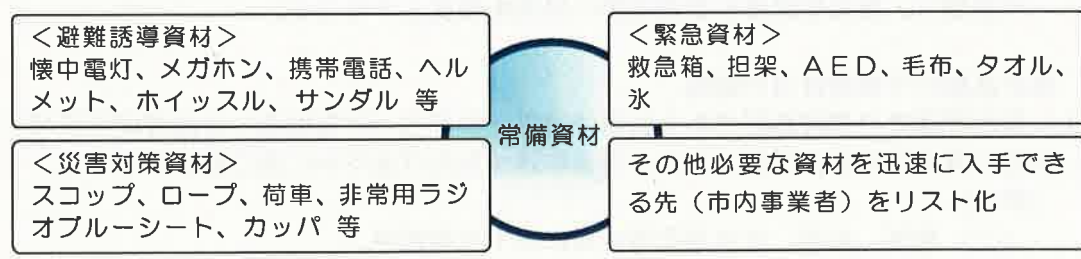 ＜避難誘導資材＞
懐中電灯、メガホン、携帯電話、ヘル
メット、ホイッスル、サンダル 等
＜緊急資材＞
救急箱、担架、ＡＥＤ、毛布、タオル、
氷
常備資材
＜災害対策資材＞
スコップ、ロープ、荷車、非常用ラジ
オブルーシート、カッパ 等
その他必要な資材を迅速に入手でき
る先（市内事業者）をリスト化